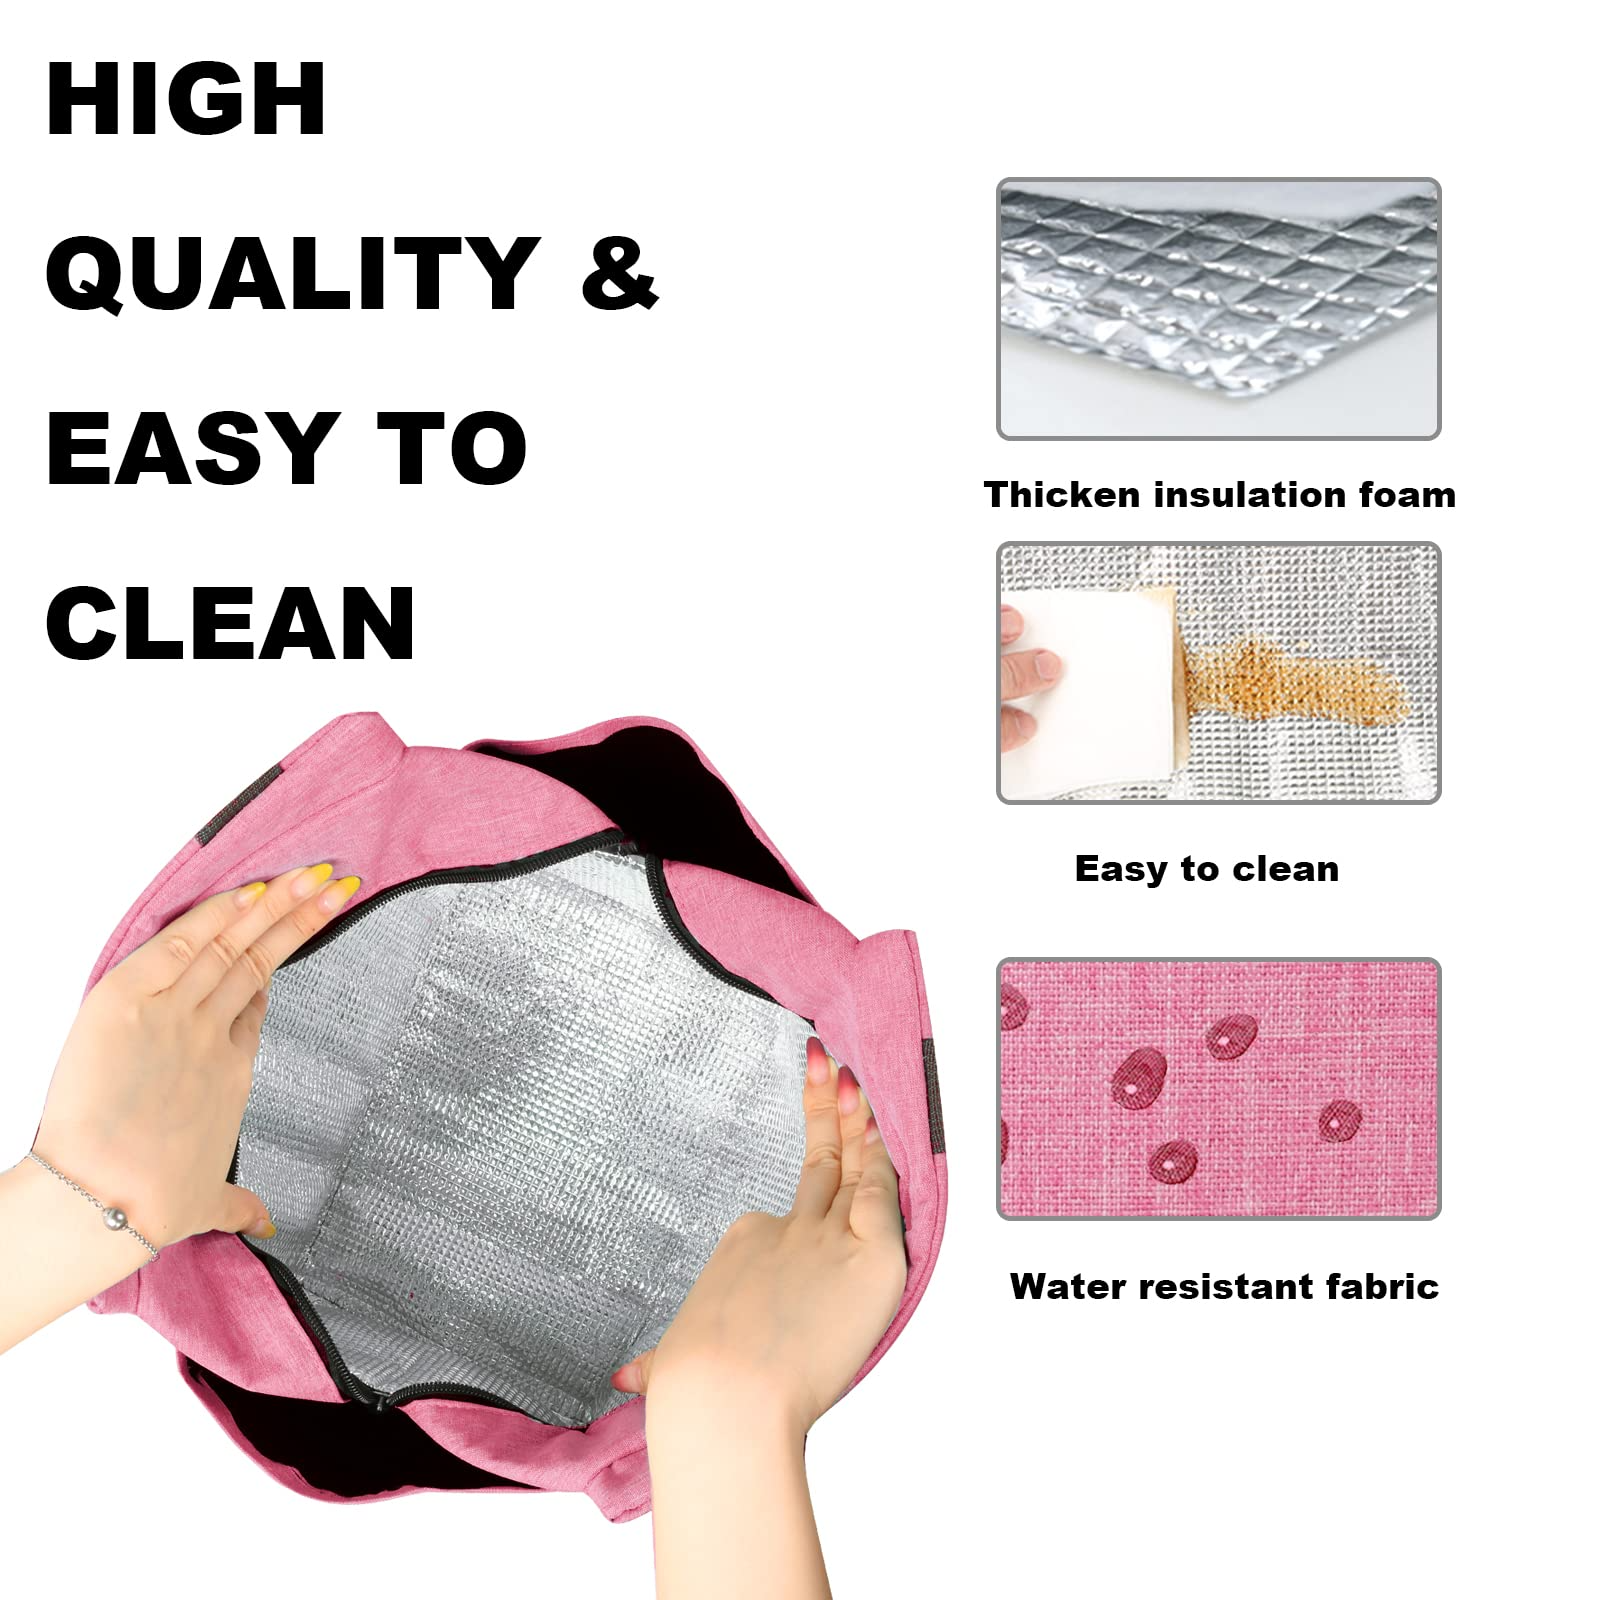 HIGH
QUALITY &
EASY TO
CLEAN
Thicken insulation foam
Easy to clean
Water resistant fabric